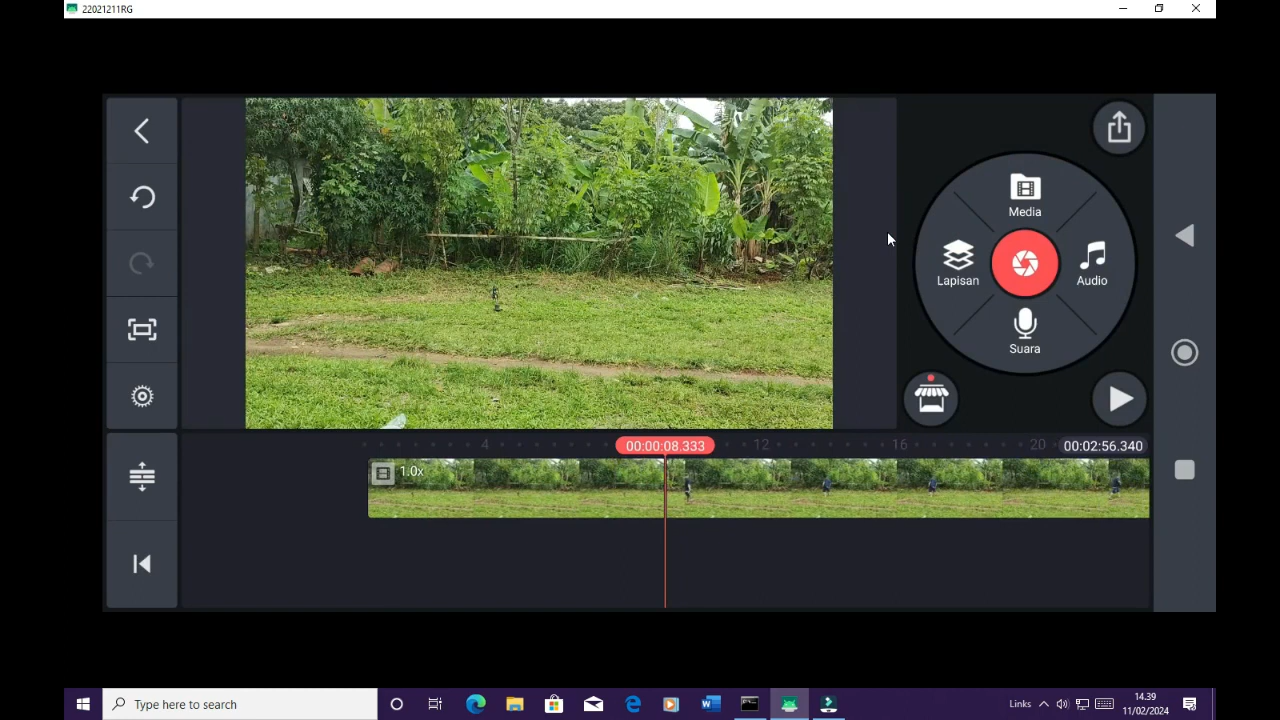 22021211RG
Media
Lapisan
Audio
Suara
4
00:00:08.333
12
16
20
00:02:56.340
1.0x
Type here to search
Links
14.39
11/02/2024